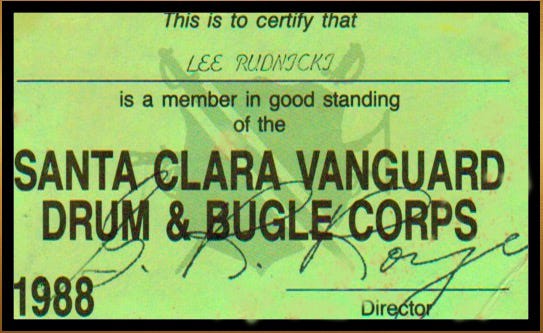 This is to certify that
LEE RUDNICKI
is a member in good standing
of the
SANTA CLARA VANGUARD
DRUM & BUGLE CORPS
G. R. Royer
1988
Director